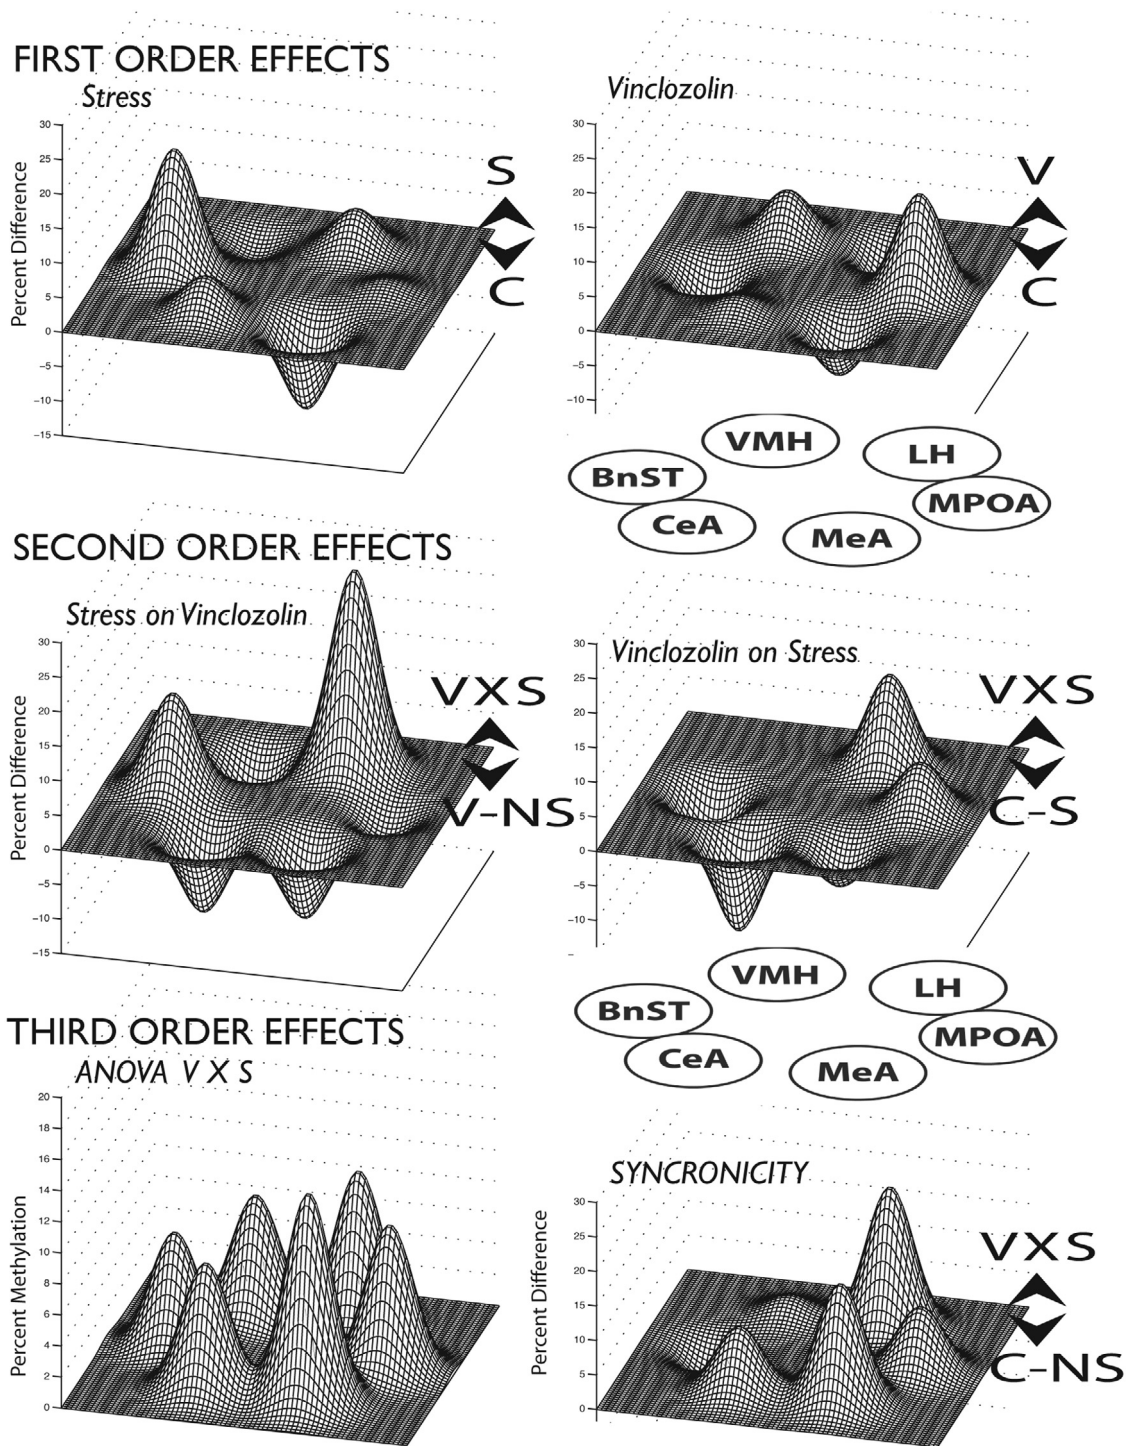 FIRST ORDER EFFECTS
Stress
Vinclozolin
30
25
20
15
10
5
0
−5
−10
−15
Percent Difference
S
C
30
25
20
15
10
5
0
−5
−10
V
C
VMH
LH
BnST
MPOA
CeA
MeA
SECOND ORDER EFFECTS
Stress on Vinclozolin
Vinclozolin on Stress
30
25
20
15
10
5
0
−5
−10
−15
Percent Difference
VXS
V-NS
30
25
20
15
10
5
0
−5
−10
VXS
C-S
VMH
LH
BnST
MPOA
CeA
MeA
THIRD ORDER EFFECTS
ANOVA V X S
20
18
16
14
12
10
8
6
4
2
0
Percent Methylation
SYNCRONICITY
30
25
20
15
10
5
0
Percent Difference
VXS
C-NS